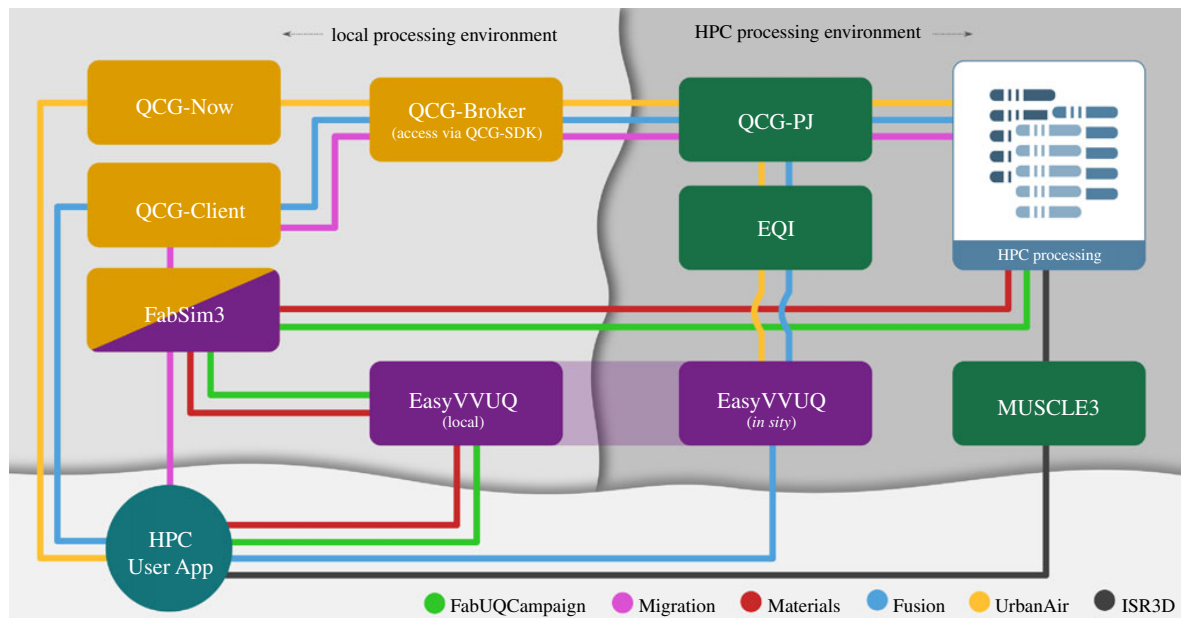 local processing environment
HPC processing environment
QCG-Now
QCG-Broker
(access via QCG-SDK)
QCG-PJ
QCG-Client
EQI
HPC processing
FabSim3
EasyVVUQ
(local)
EasyVVUQ
(in sity)
MUSCLE3
HPC
User App
FabUQCampaign
Migration
Materials
Fusion
UrbanAir
ISR3D